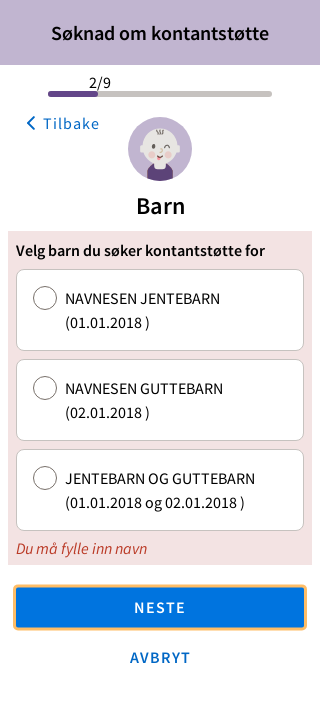 Søknad om kontantstøtte
2/9
Tilbake
Barn
Velg barn du søker kontantstøtte for
NAVNESEN JENTEBARN
(01.01.2018 )
NAVNESEN GUTTEBARN
(02.01.2018 )
JENTEBARN OG GUTTEBARN
(01.01.2018 og 02.01.2018 )
Du må fylle inn navn
NESTE
AVBRYT